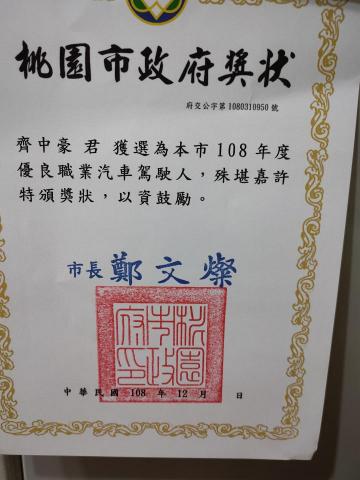 桃園市政府獎狀
府交公字第1080310950號
齊中豪 君 獲選為本市108年度
優良職業汽車駕駛人，殊堪嘉許
特頒獎狀，以資鼓勵。
市長 鄭文燦
桃園市政府印
中華民國 108 年 12 月 日